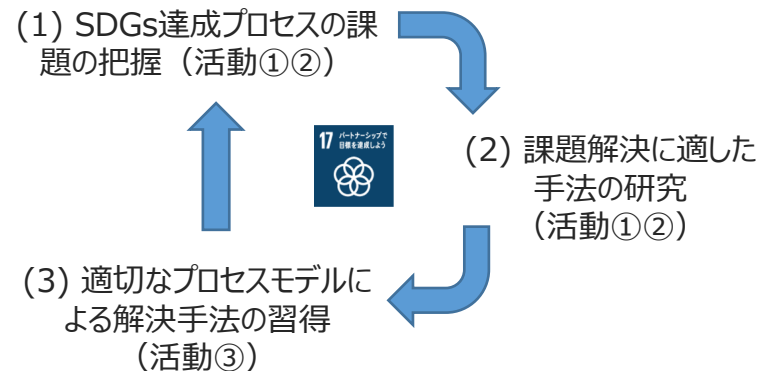 (1) SDGs達成プロセスの課
題の把握（活動①②）
17 パートナーシップで
目標を達成しよう
(2) 課題解決に適した
手法の研究
（活動①②）
(3) 適切なプロセスモデルに
よる解決手法の習得
（活動③）